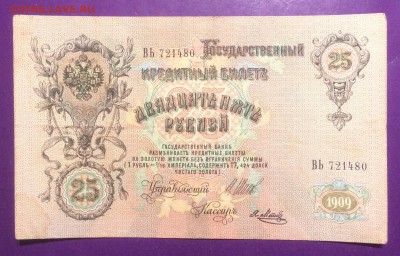 ВЬ 721480
ГОСУДАРСТВЕННЫЙ
25
КРЕДИТНЫЙ БИЛЕТЪ
ДВАДЦАТЬ ПЯТЬ
РУБЛЕЙ
ГОСУДАРСТВЕННЫЙ БАНКЪ
РАЗМѢНИВАЕТЪ КРЕДИТНЫЕ БИЛЕТЫ
НА ЗОЛОТУЮ МОНЕТУ БЕЗЪ ОГРАНИЧЕНІЯ СУММЫ
(1 РУБЛЬ = 1/15 ИМПЕРІАЛА, СОДЕРЖИТЪ 17,424 ДОЛЕЙ
ЧИСТАГО ЗОЛОТА)
ВЬ 721480
25
Управляющій
Кассиръ
1909